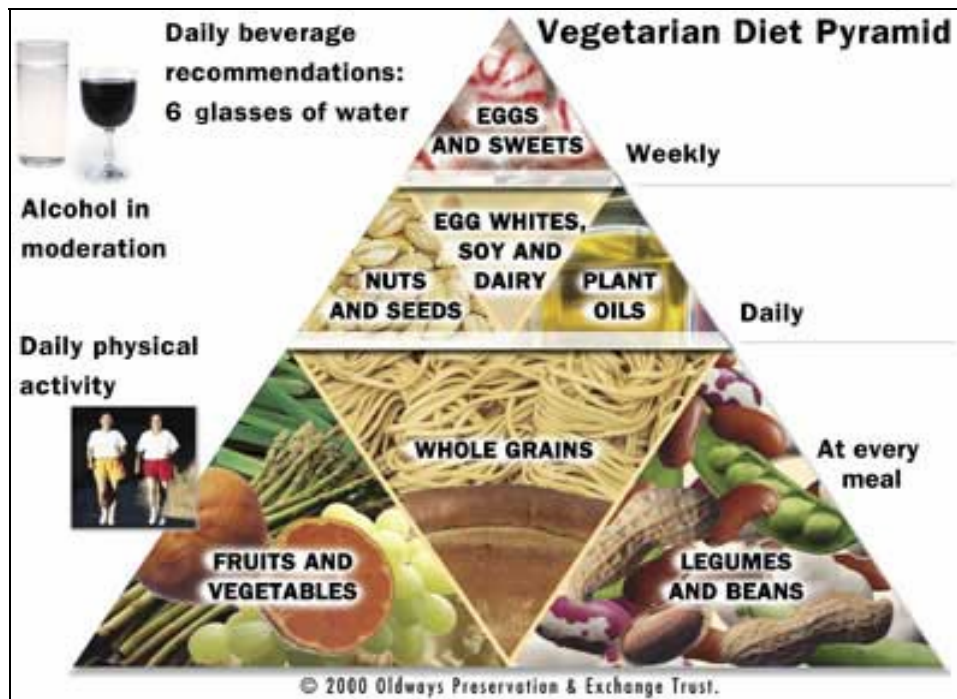 Vegetarian Diet Pyramid
Daily beverage
recommendations:
6 glasses of water
Alcohol in
moderation
Daily physical
activity
EGGS
AND SWEETS
Weekly
EGG WHITES,
SOY AND
DAIRY
NUTS
AND SEEDS
PLANT
OILS
Daily
WHOLE GRAINS
FRUITS AND
VEGETABLES
LEGUMES
AND BEANS
At every
meal
© 2000 Oldways Preservation & Exchange Trust.